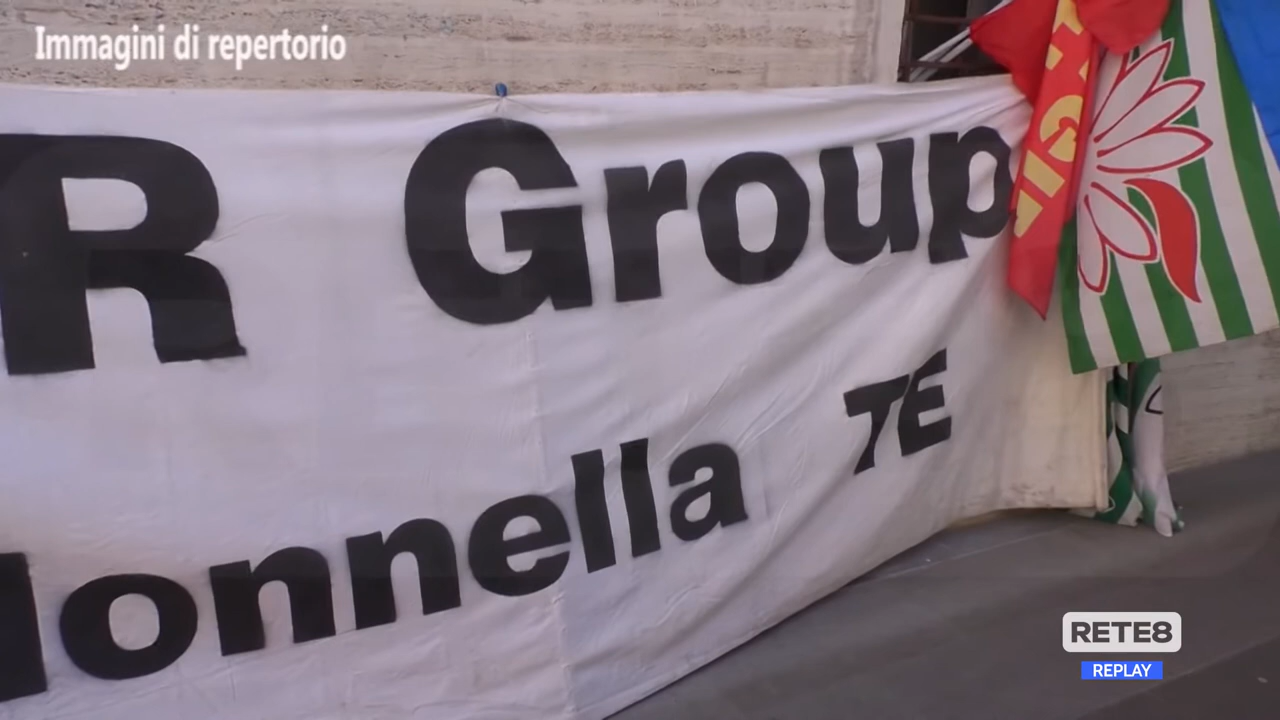 Immagini di repertorio
R Group
onnella TE
RETE8
REPLAY